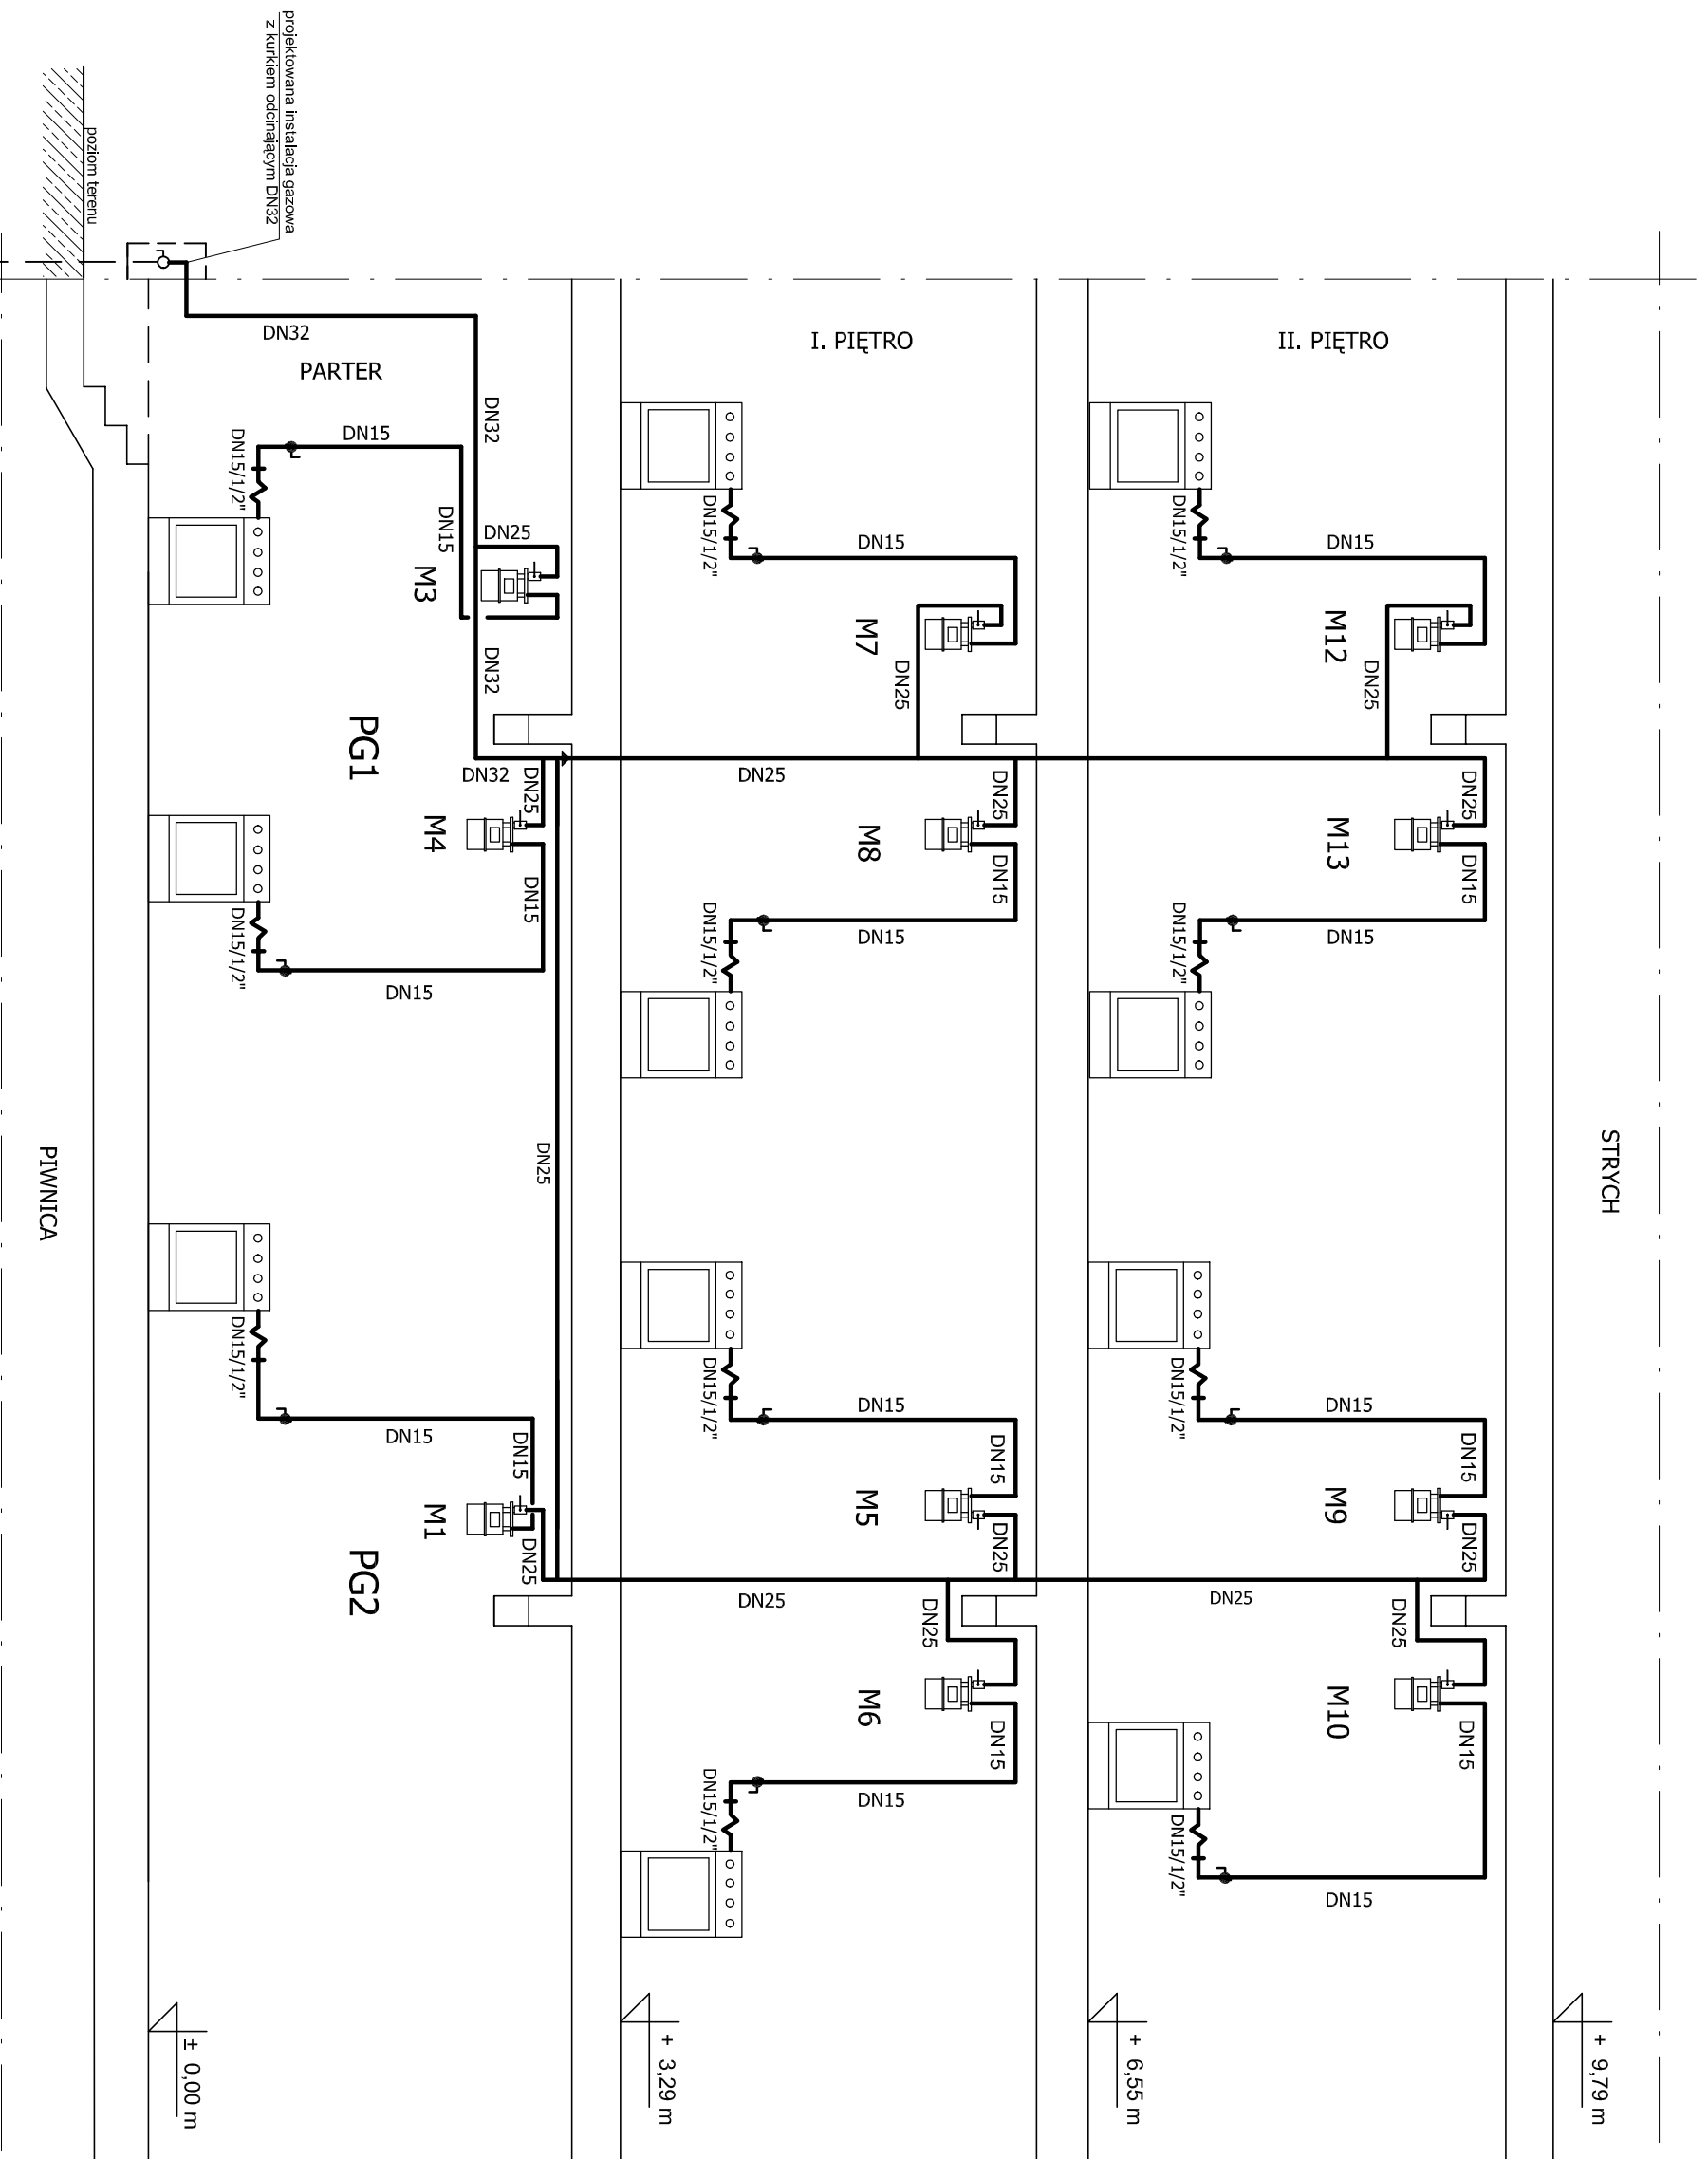 STRYCH
+ 9,79 m
II. PIĘTRO
DN15/1/2"
DN15
M12
DN25
DN25
M13
DN15
DN15
DN15/1/2"
DN15/1/2"
DN15
DN15
M9
DN25
DN25
DN25
M10
DN15
DN15/1/2"
DN15
+ 6,55 m
I. PIĘTRO
DN15/1/2"
DN15
M7
DN25
DN25
DN25
M8
DN15
DN15
DN15/1/2"
DN15/1/2"
DN15
DN15
M5
DN25
DN25
DN25
M6
DN15
DN15
DN15/1/2"
+ 3,29 m
projektowana instalacja gazowa
z kurkiem odcinającym DN32
poziom terenu
DN32
PARTER
DN32
DN15
DN15/1/2"
DN15
DN25
M3
DN32
PG1
DN32
DN25
M4
DN15
DN15/1/2"
DN15
DN25
DN15/1/2"
DN15
DN15
M1
DN25
PG2
± 0,00 m
PIWNICA